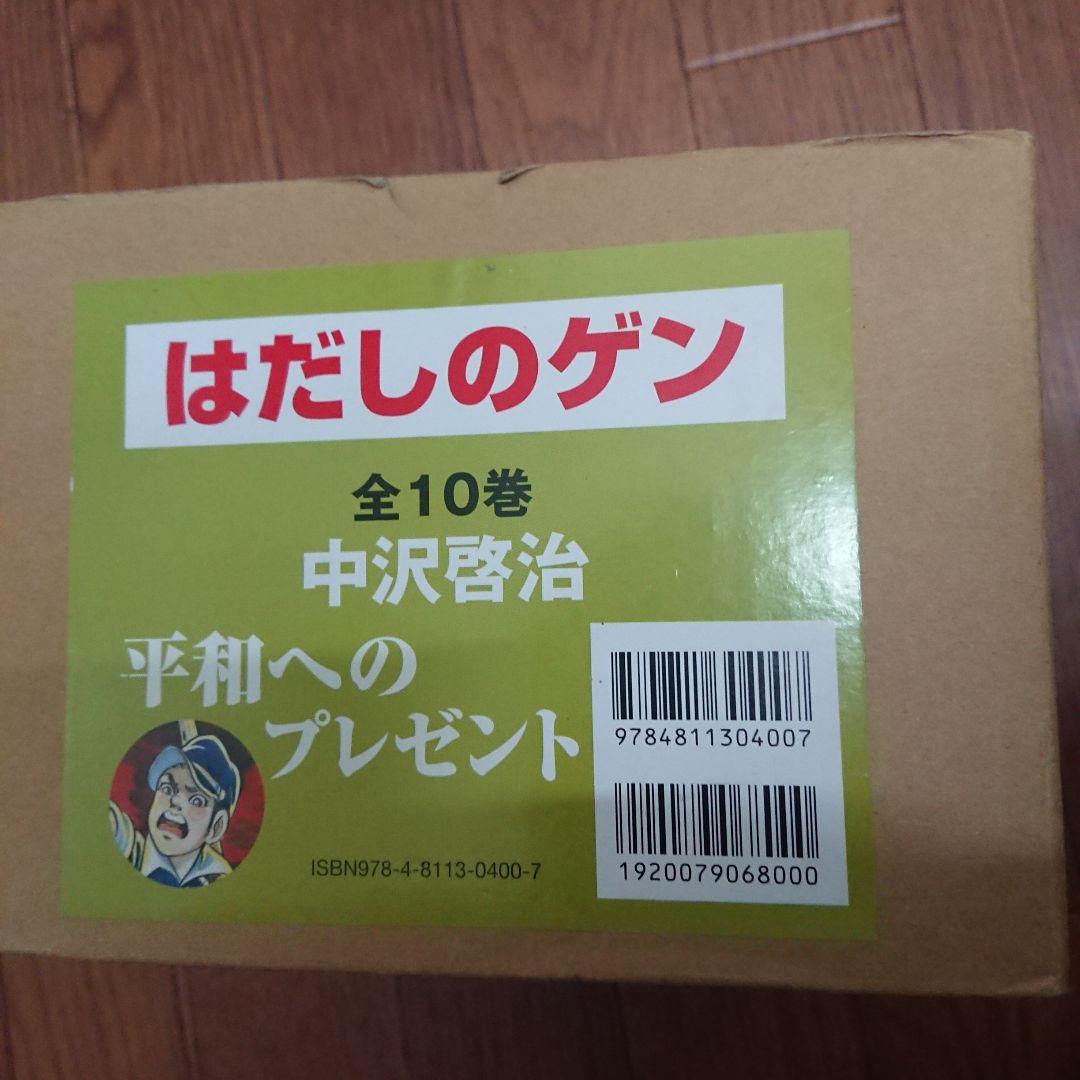 はだしのゲン
全10巻
中沢啓治
平和への
プレゼント
9784811304007
1920079068000
ISBN978-4-8113-0400-7